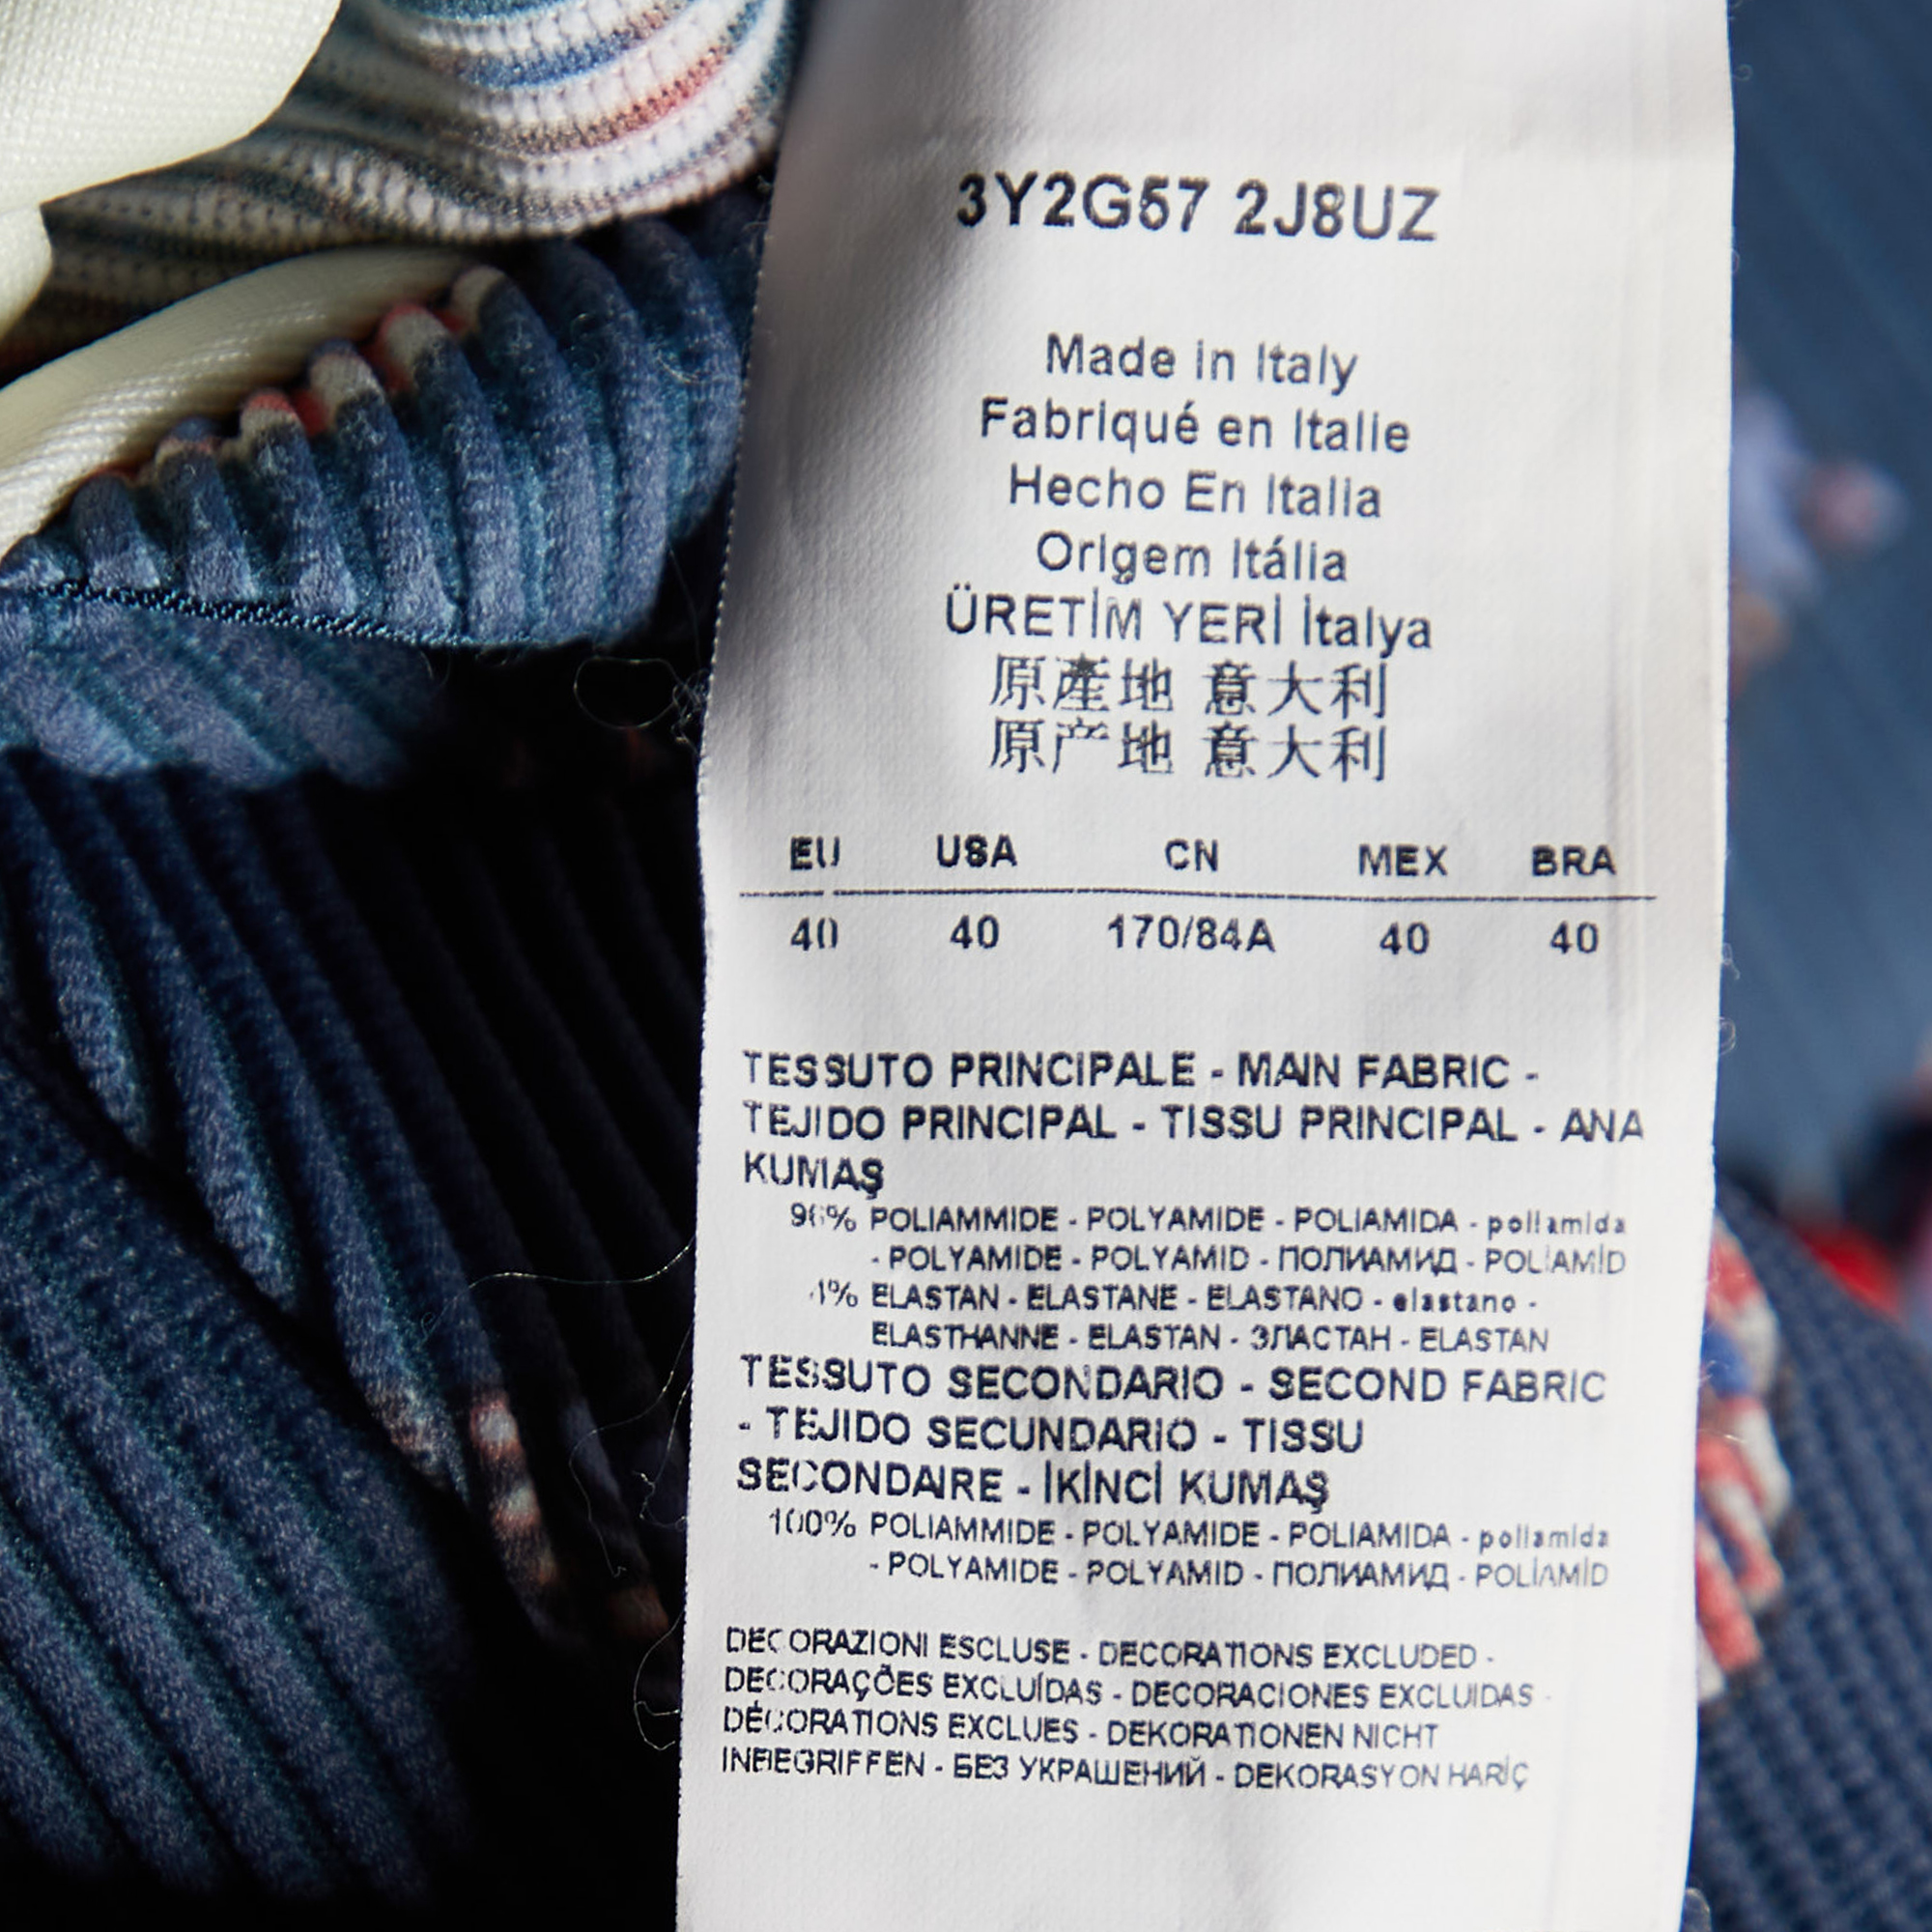 3Y2G57 2J8UZ
Made in Italy
Fabriqué en Italie
Hecho En Italia
Origem Itália
ÜRETİM YERİ İtalya
原產地 意大利
原产地 意大利
EU USA CN MEX BRA
40 40 170/84A 40 40
TESSUTO PRINCIPALE - MAIN FABRIC -
TEJIDO PRINCIPAL - TISSU PRINCIPAL - ANA
KUMAŞ
96% POLIAMMIDE - POLYAMIDE - POLIAMIDA - poliamida
- POLYAMIDE - POLYAMID - ПОЛИАМИД - POLİAMİD
4% ELASTAN - ELASTANE - ELASTANO - elastano -
ELASTHANNE - ELASTAN - ЭЛАСТАН - ELASTAN
TESSUTO SECONDARIO - SECOND FABRIC
- TEJIDO SECUNDARIO - TISSU
SECONDAIRE - İKİNCİ KUMAŞ
100% POLIAMMIDE - POLYAMIDE - POLIAMIDA - poliamida
- POLYAMIDE - POLYAMID - ПОЛИАМИД - POLİAMİD
DECORAZIONI ESCLUSE - DECORATIONS EXCLUDED -
DECORAÇÕES EXCLUÍDAS - DECORACIONES EXCLUIDAS -
DÉCORATIONS EXCLUES - DEKORATIONEN NICHT
INBEGRIFFEN - БЕЗ УКРАШЕНИЙ - DEKORASYON HARİÇ